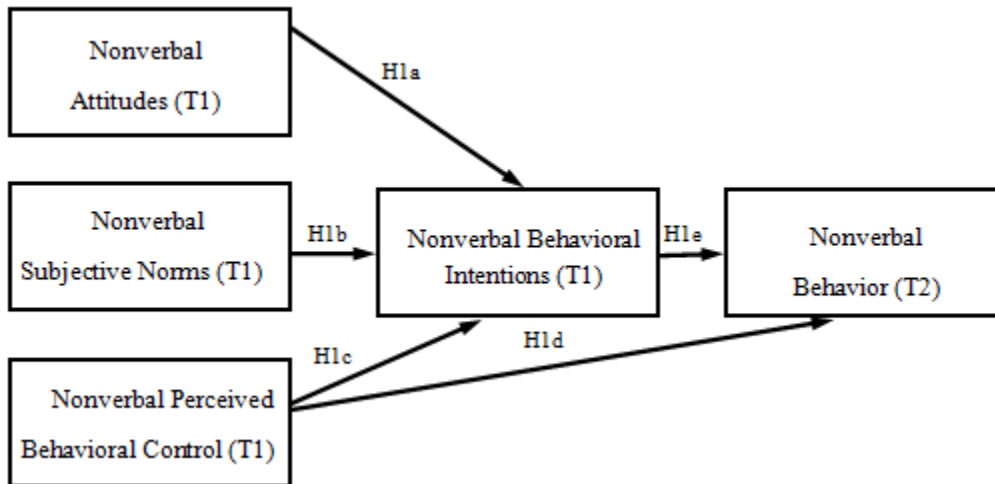 Nonverbal
Attitudes (T1)
H1a
Nonverbal
Subjective Norms (T1)
H1b
Nonverbal Behavioral
Intentions (T1)
H1e
Nonverbal
Behavior (T2)
H1c
H1d
Nonverbal Perceived
Behavioral Control (T1)